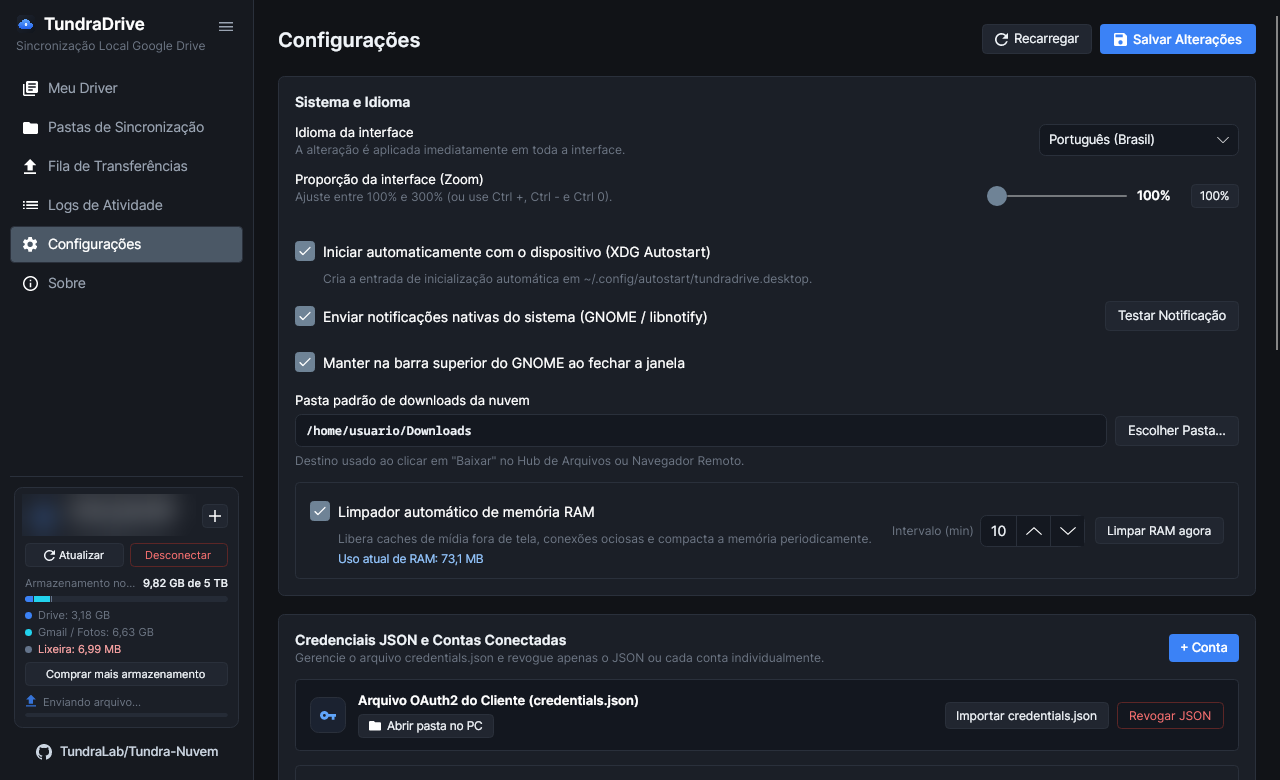 TundraDrive
Sincronização Local Google Drive
Meu Driver
Pastas de Sincronização
Fila de Transferências
Logs de Atividade
Configurações
Sobre
Atualizar
Desconectar
Armazenamento no... 9,82 GB de 5 TB
Drive: 3,18 GB
Gmail / Fotos: 6,63 GB
Lixeira: 6,99 MB
Comprar mais armazenamento
Enviando arquivo...
TundraLab/Tundra-Nuvem
Configurações
Recarregar
Salvar Alterações
Sistema e Idioma
Idioma da interface
A alteração é aplicada imediatamente em toda a interface.
Português (Brasil)
Proporção da interface (Zoom)
Ajuste entre 100% e 300% (ou use Ctrl +, Ctrl - e Ctrl 0).
100%
100%
Iniciar automaticamente com o dispositivo (XDG Autostart)
Cria a entrada de inicialização automática em ~/.config/autostart/tundradrive.desktop.
Enviar notificações nativas do sistema (GNOME / libnotify)
Testar Notificação
Manter na barra superior do GNOME ao fechar a janela
Pasta padrão de downloads da nuvem
/home/usuario/Downloads
Escolher Pasta...
Destino usado ao clicar em "Baixar" no Hub de Arquivos ou Navegador Remoto.
Limpador automático de memória RAM
Libera caches de mídia fora de tela, conexões ociosas e compacta a memória periodicamente.
Uso atual de RAM: 73,1 MB
Intervalo (min)
10
Limpar RAM agora
Credenciais JSON e Contas Conectadas
Gerencie o arquivo credentials.json e revogue apenas o JSON ou cada conta individualmente.
+ Conta
Arquivo OAuth2 do Cliente (credentials.json)
Abrir pasta no PC
Importar credentials.json
Revogar JSON